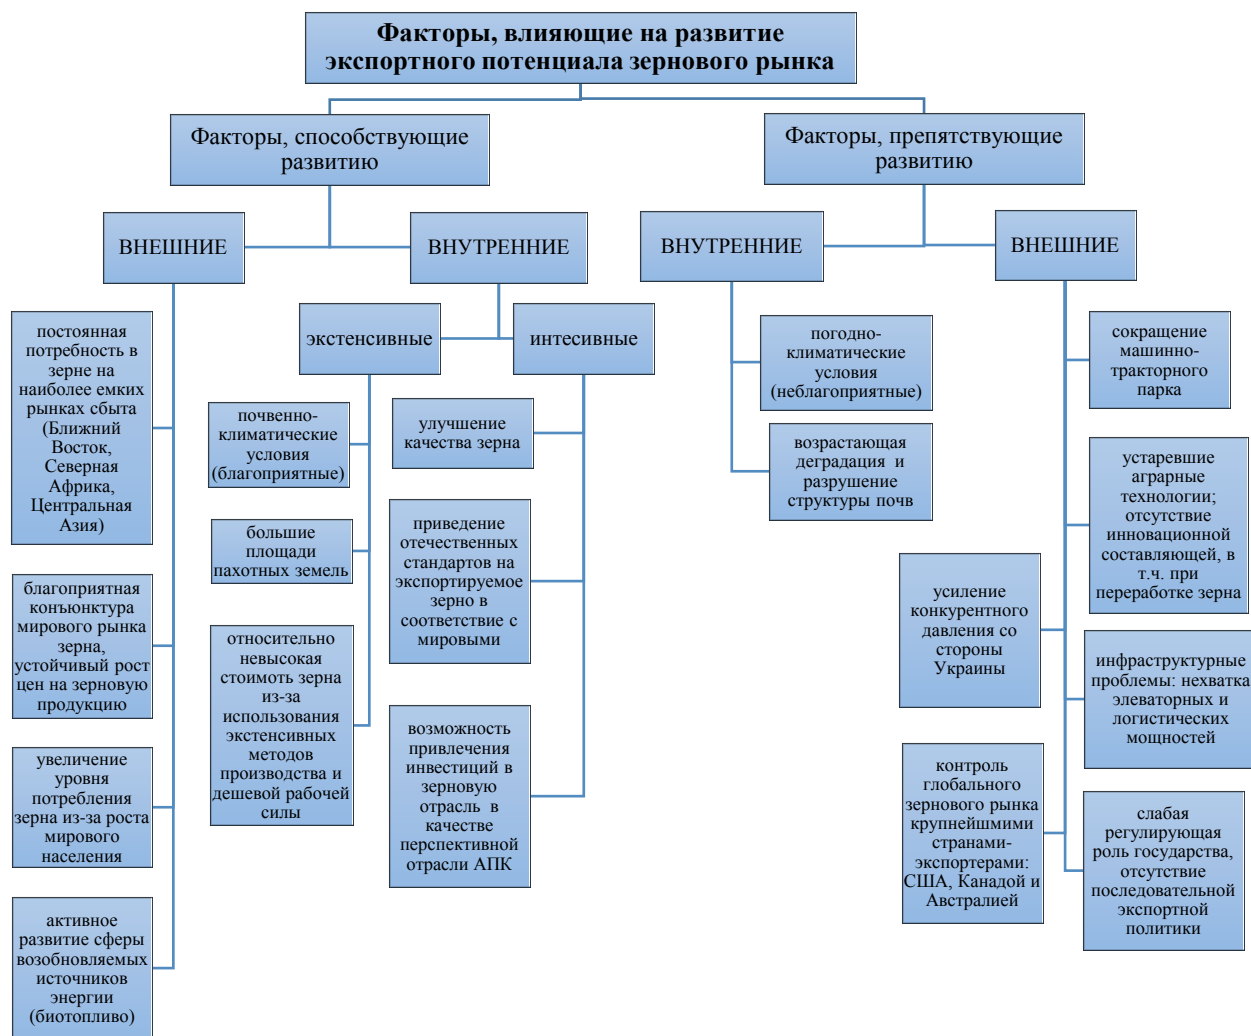 Факторы, влияющие на развитие
экспортного потенциала зернового рынка
Факторы, способствующие
развитию
Факторы, препятствующие
развитию
ВНЕШНИЕ
ВНУТРЕННИЕ
ВНУТРЕННИЕ
ВНЕШНИЕ
постоянная
потребность в
зерне на
наиболее емких
рынках сбыта
(Ближний
Восток,
Северная
Африка,
Центральная
Азия)
благоприятная
конъюнктура
мирового рынка
зерна,
устойчивый рост
цен на зерновую
продукцию
увеличение
уровня
потребления
зерна из-за роста
мирового
населения
активное
развитие сферы
возобновляемых
источников
энергии
(биотопливо)
экстенсивные
интесивные
почвенно-
климатические
условия
(благоприятные)
большие
площади
пахотных земель
относительно
невысокая
стоимоть зерна
из-за
использования
экстенсивных
методов
производства и
дешевой рабочей
силы
улучшение
качества зерна
приведение
отечественных
стандартов на
экспортируемое
зерно в
соответствие с
мировыми
возможность
привлечения
инвестиций в
зерновую
отрасль в
качестве
перспективной
отрасли АПК
погодно-
климатические
условия
(неблагоприятные)
возрастающая
деградация и
разрушение
структуры почв
сокращение
машинно-
тракторного
парка
устаревшие
аграрные
технологии;
отсутствие
инновационной
составляющей, в
т.ч. при
переработке зерна
усиление
конкурентного
давления со
стороны
Украины
инфраструктурные
проблемы: нехватка
элеваторных и
логистических
мощностей
контроль
глобального
зернового рынка
крупнейшмими
странами-
экспортерами:
США, Канадой и
Австралией
слабая
регулирующая
роль государства,
отсутствие
последовательной
экспортной
политики